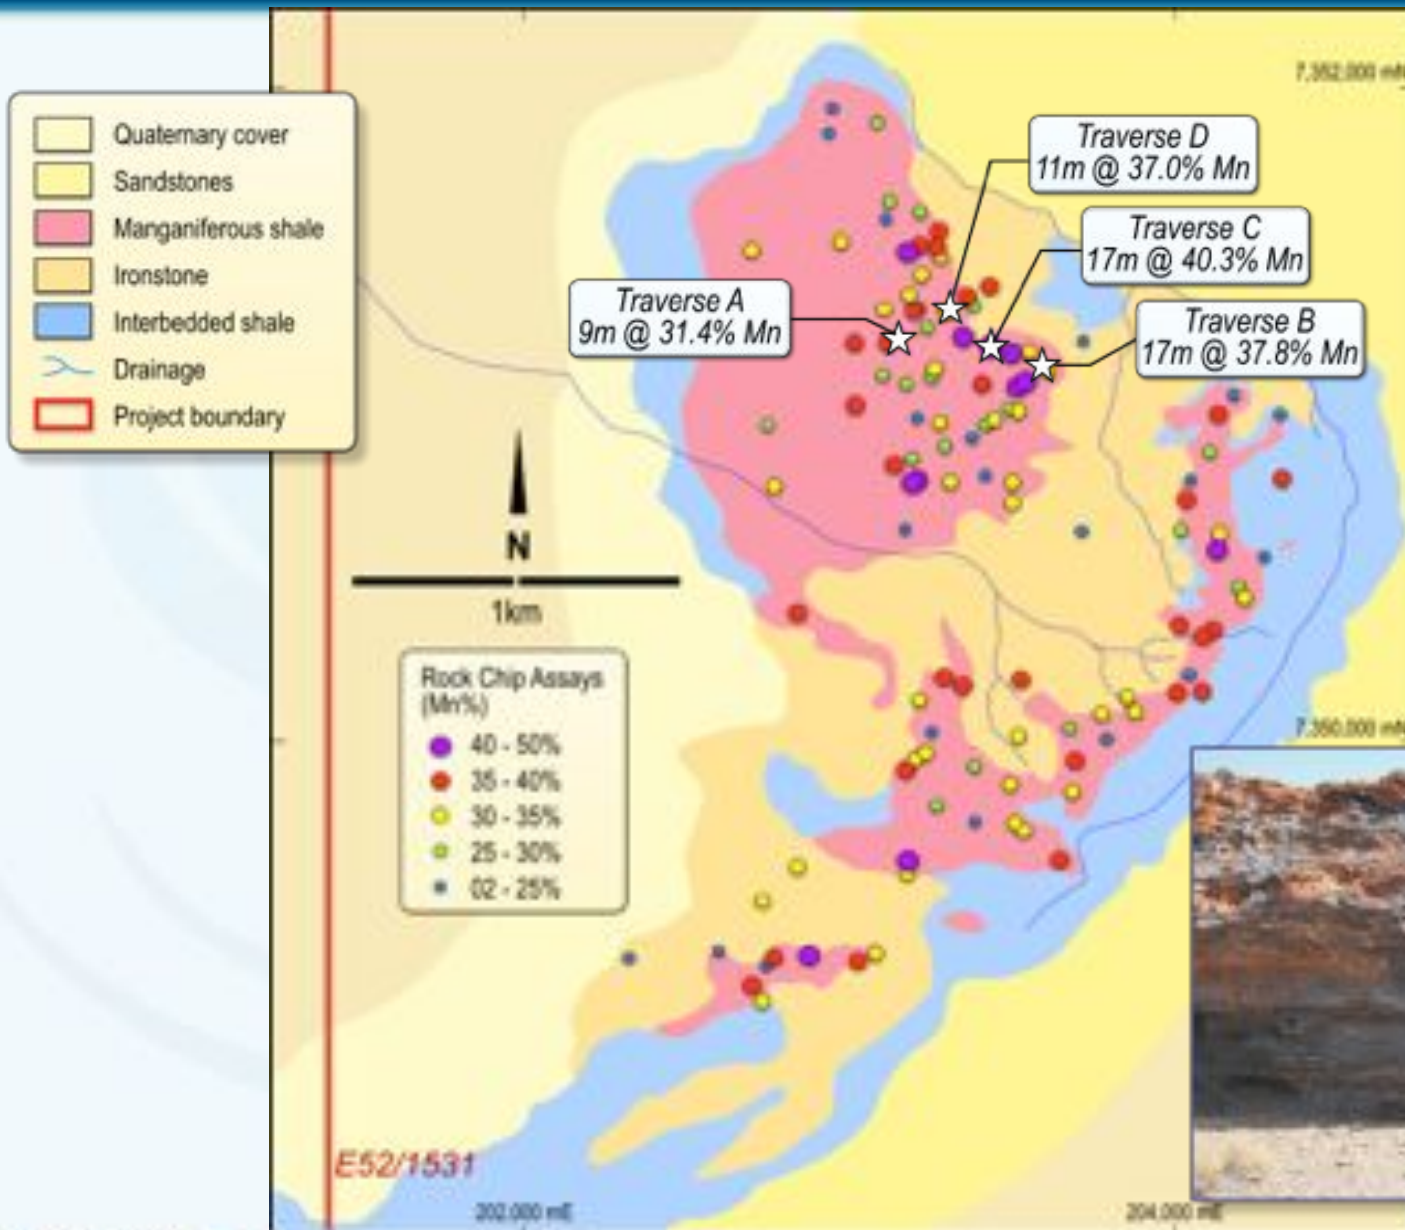 Quaternary cover
Sandstones
Manganiferous shale
Ironstone
Interbedded shale
Drainage
Project boundary
7,352,000 mN
Traverse D
11m @ 37.0% Mn
Traverse C
17m @ 40.3% Mn
Traverse A
9m @ 31.4% Mn
Traverse B
17m @ 37.8% Mn
N
1km
Rock Chip Assays
(Mn%)
40 - 50%
35 - 40%
30 - 35%
25 - 30%
02 - 25%
7,350,000 mN
E52/1531
202,000 mE
204,000 mE